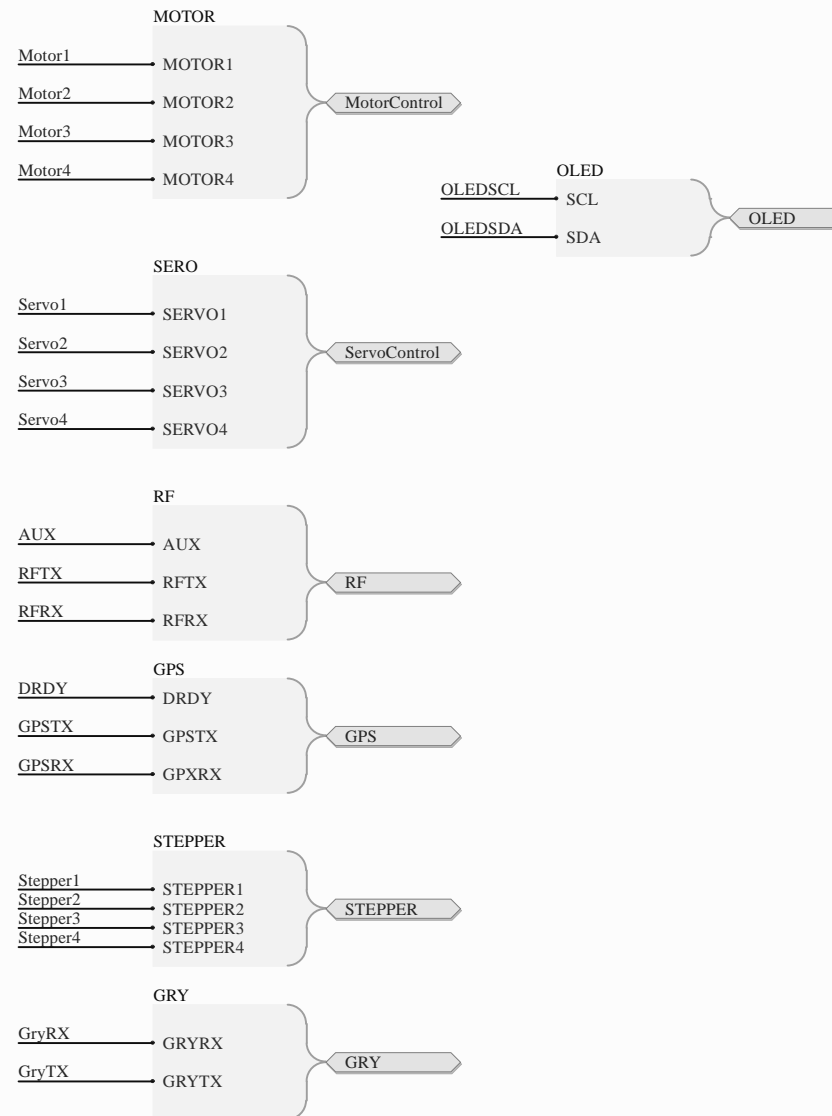 MOTOR
Motor1 MOTOR1
Motor2 MOTOR2 MotorControl
Motor3 MOTOR3
Motor4 MOTOR4
OLED
OLEDSCL SCL
OLED
OLEDSDA SDA
SERO
Servo1 SERVO1
Servo2 SERVO2 ServoControl
Servo3 SERVO3
Servo4 SERVO4
RF
AUX AUX
RFTX RFTX RF
RFRX RFRX
GPS
DRDY DRDY
GPSTX GPSTX GPS
GPSRX GPXRX
STEPPER
Stepper1 STEPPER1
Stepper2 STEPPER2 STEPPER
Stepper3 STEPPER3
Stepper4 STEPPER4
GRY
GryRX GRYRX
GRY
GryTX GRYTX